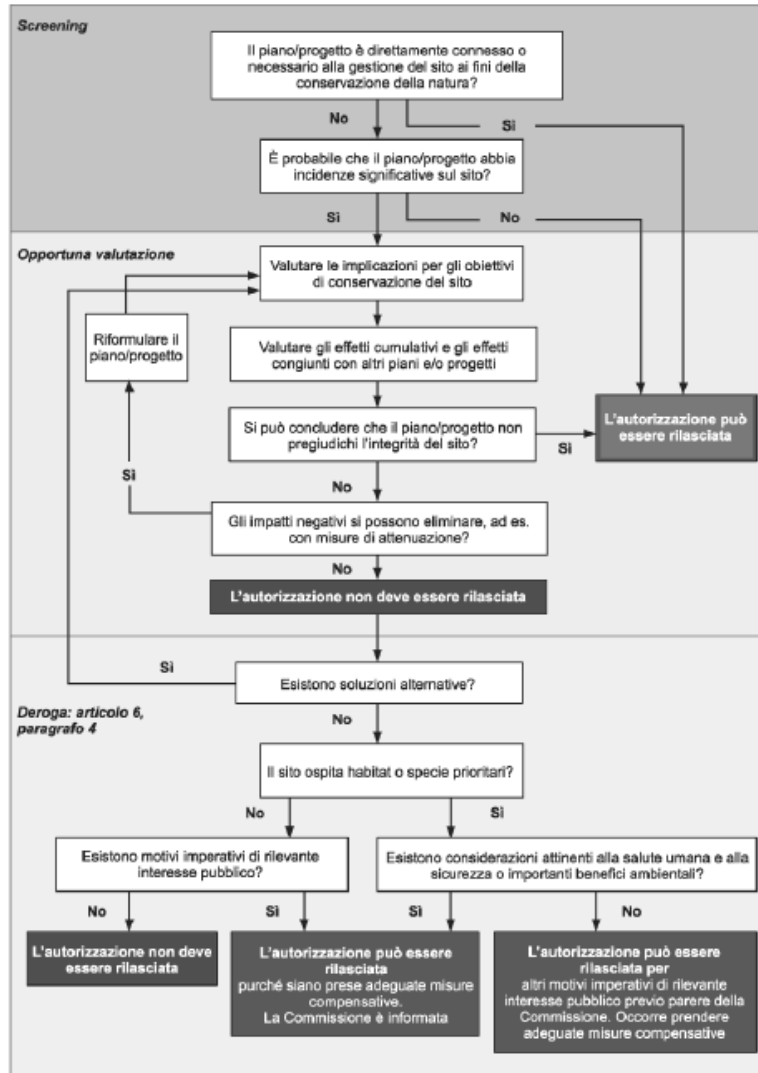 Screening
Il piano/progetto è direttamente connesso o
necessario alla gestione del sito ai fini della
conservazione della natura?
No
Sì
È probabile che il piano/progetto abbia
incidenze significative sul sito?
Sì
No
Opportuna valutazione
Valutare le implicazioni per gli obiettivi
di conservazione del sito
Riformulare il
piano/progetto
Valutare gli effetti cumulativi e gli effetti
congiunti con altri piani e/o progetti
L'autorizzazione può
essere rilasciata
Si può concludere che il piano/progetto non
pregiudichi l'integrità del sito?
Sì
Sì
No
Gli impatti negativi si possono eliminare, ad es.
con misure di attenuazione?
No
L'autorizzazione non deve essere rilasciata
Sì
Esistono soluzioni alternative?
Deroga: articolo 6,
paragrafo 4
No
Il sito ospita habitat o specie prioritari?
No
Sì
Esistono motivi imperativi di rilevante
interesse pubblico?
Esistono considerazioni attinenti alla salute umana e alla
sicurezza o importanti benefici ambientali?
No
Sì
Sì
No
L'autorizzazione non deve
essere rilasciata
L'autorizzazione può essere
rilasciata
purché siano prese adeguate misure
compensative.
La Commissione è informata
L'autorizzazione può essere
rilasciata per
altri motivi imperativi di rilevante
interesse pubblico previo parere della
Commissione. Occorre prendere
adeguate misure compensative